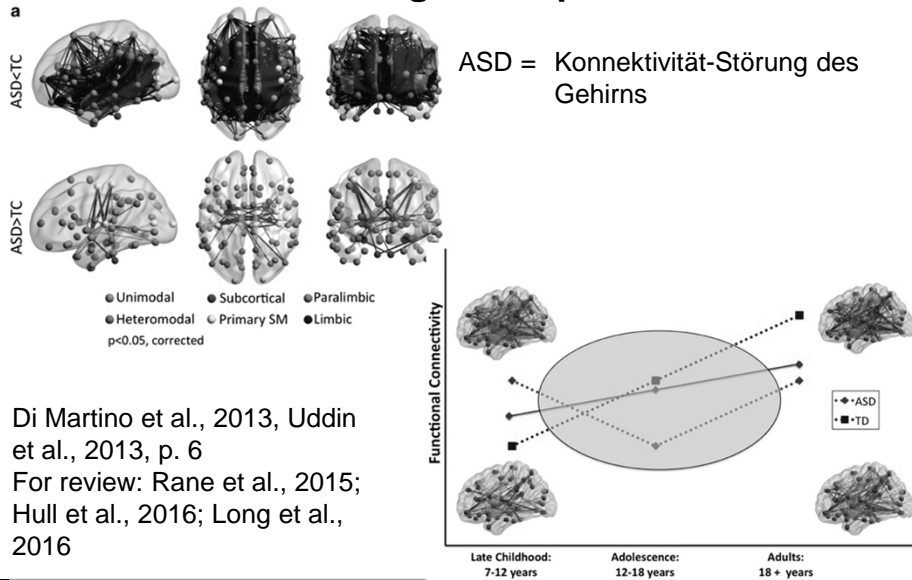 a
ASD<TC
ASD = Konnektivität-Störung des
Gehirns
ASD>TC
Unimodal Subcortical Paralimbic
Heteromodal Primary SM Limbic
p<0.05, corrected
Di Martino et al., 2013, Uddin
et al., 2013, p. 6
For review: Rane et al., 2015;
Hull et al., 2016; Long et al.,
2016
Functional Connectivity
ASD
TD
Late Childhood:
7-12 years
Adolescence:
12-18 years
Adults:
18 + years